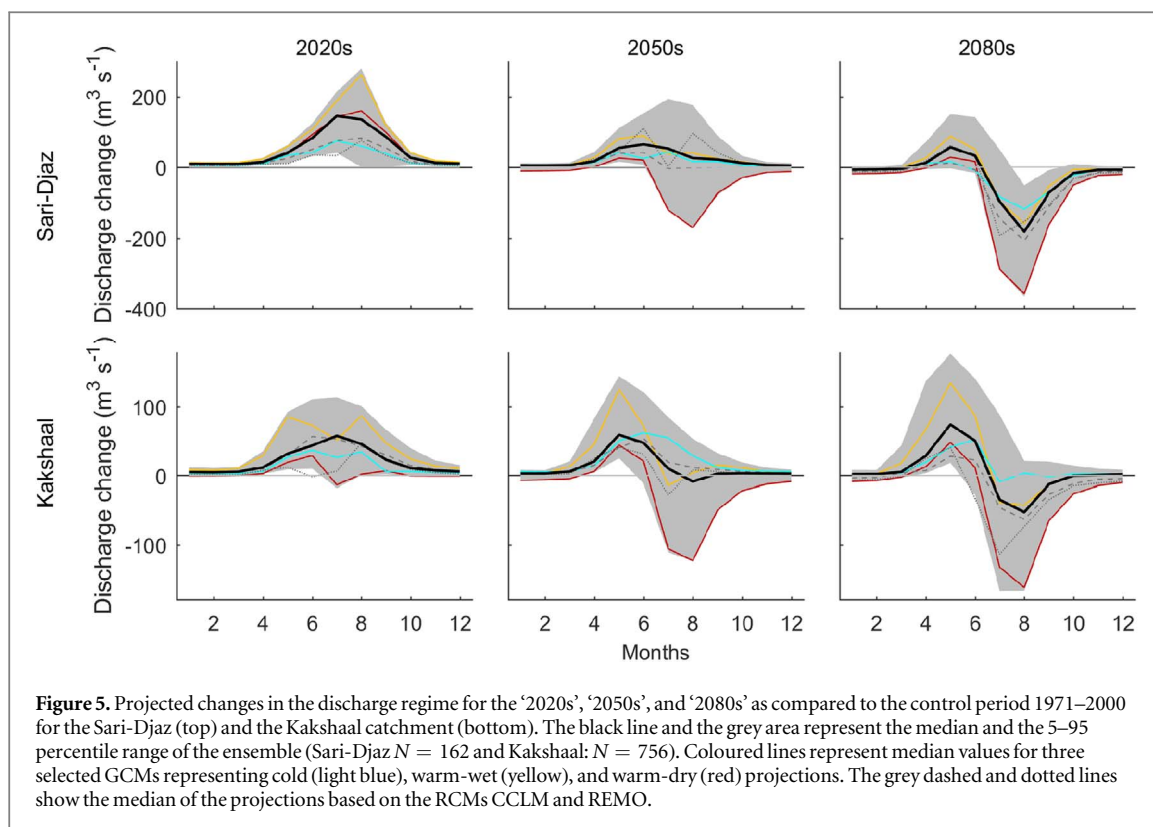 2020s 2050s 2080s
Sari-Djaz
Discharge change (m³ s⁻¹)
200
0
-200
-400
Kakshaal
Discharge change (m³ s⁻¹)
100
0
-100
2 4 6 8 10 12 2 4 6 8 10 12 2 4 6 8 10 12
Months
Figure 5. Projected changes in the discharge regime for the ‘2020s’, ‘2050s’, and ‘2080s’ as compared to the control period 1971–2000
for the Sari-Djaz (top) and the Kakshaal catchment (bottom). The black line and the grey area represent the median and the 5–95
percentile range of the ensemble (Sari-Djaz N = 162 and Kakshaal: N = 756). Coloured lines represent median values for three
selected GCMs representing cold (light blue), warm-wet (yellow), and warm-dry (red) projections. The grey dashed and dotted lines
show the median of the projections based on the RCMs CCLM and REMO.